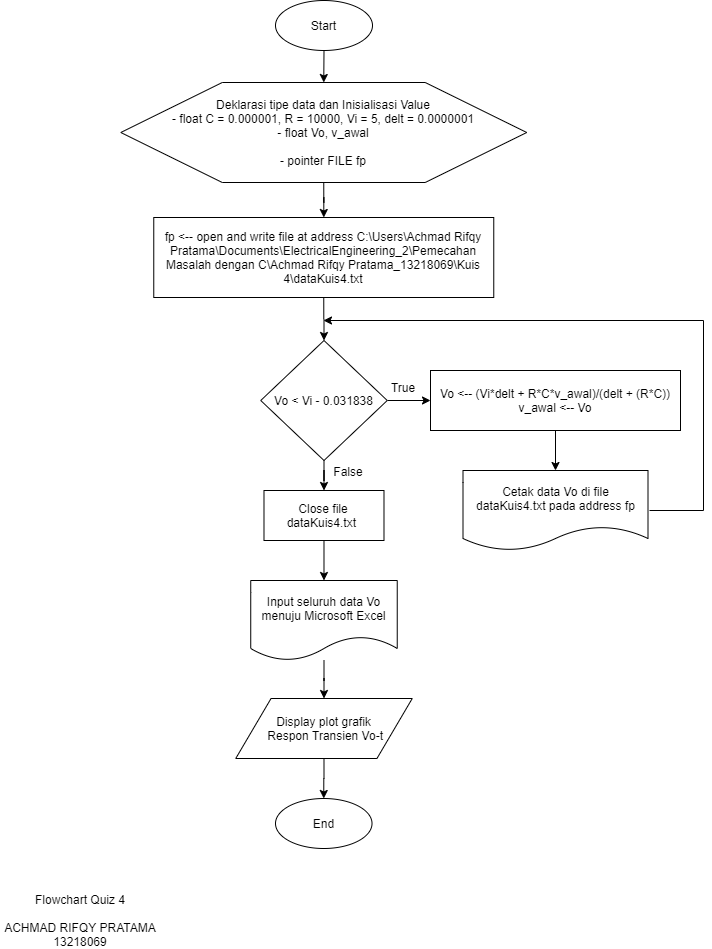 Start
Deklarasi tipe data dan Inisialisasi Value
- float C = 0.000001, R = 10000, Vi = 5, delt = 0.0000001
- float Vo, v_awal
- pointer FILE fp
fp <-- open and write file at address C:\Users\Achmad Rifqy
Pratama\Documents\ElectricalEngineering_2\Pemecahan
Masalah dengan C\Achmad Rifqy Pratama_13218069\Kuis
4\dataKuis4.txt
Vo < Vi - 0.031838
True
Vo <-- (Vi*delt + R*C*v_awal)/(delt + (R*C))
v_awal <-- Vo
Cetak data Vo di file
dataKuis4.txt pada address fp
False
Close file
dataKuis4.txt
Input seluruh data Vo
menuju Microsoft Excel
Display plot grafik
Respon Transien Vo-t
End
Flowchart Quiz 4
ACHMAD RIFQY PRATAMA
13218069